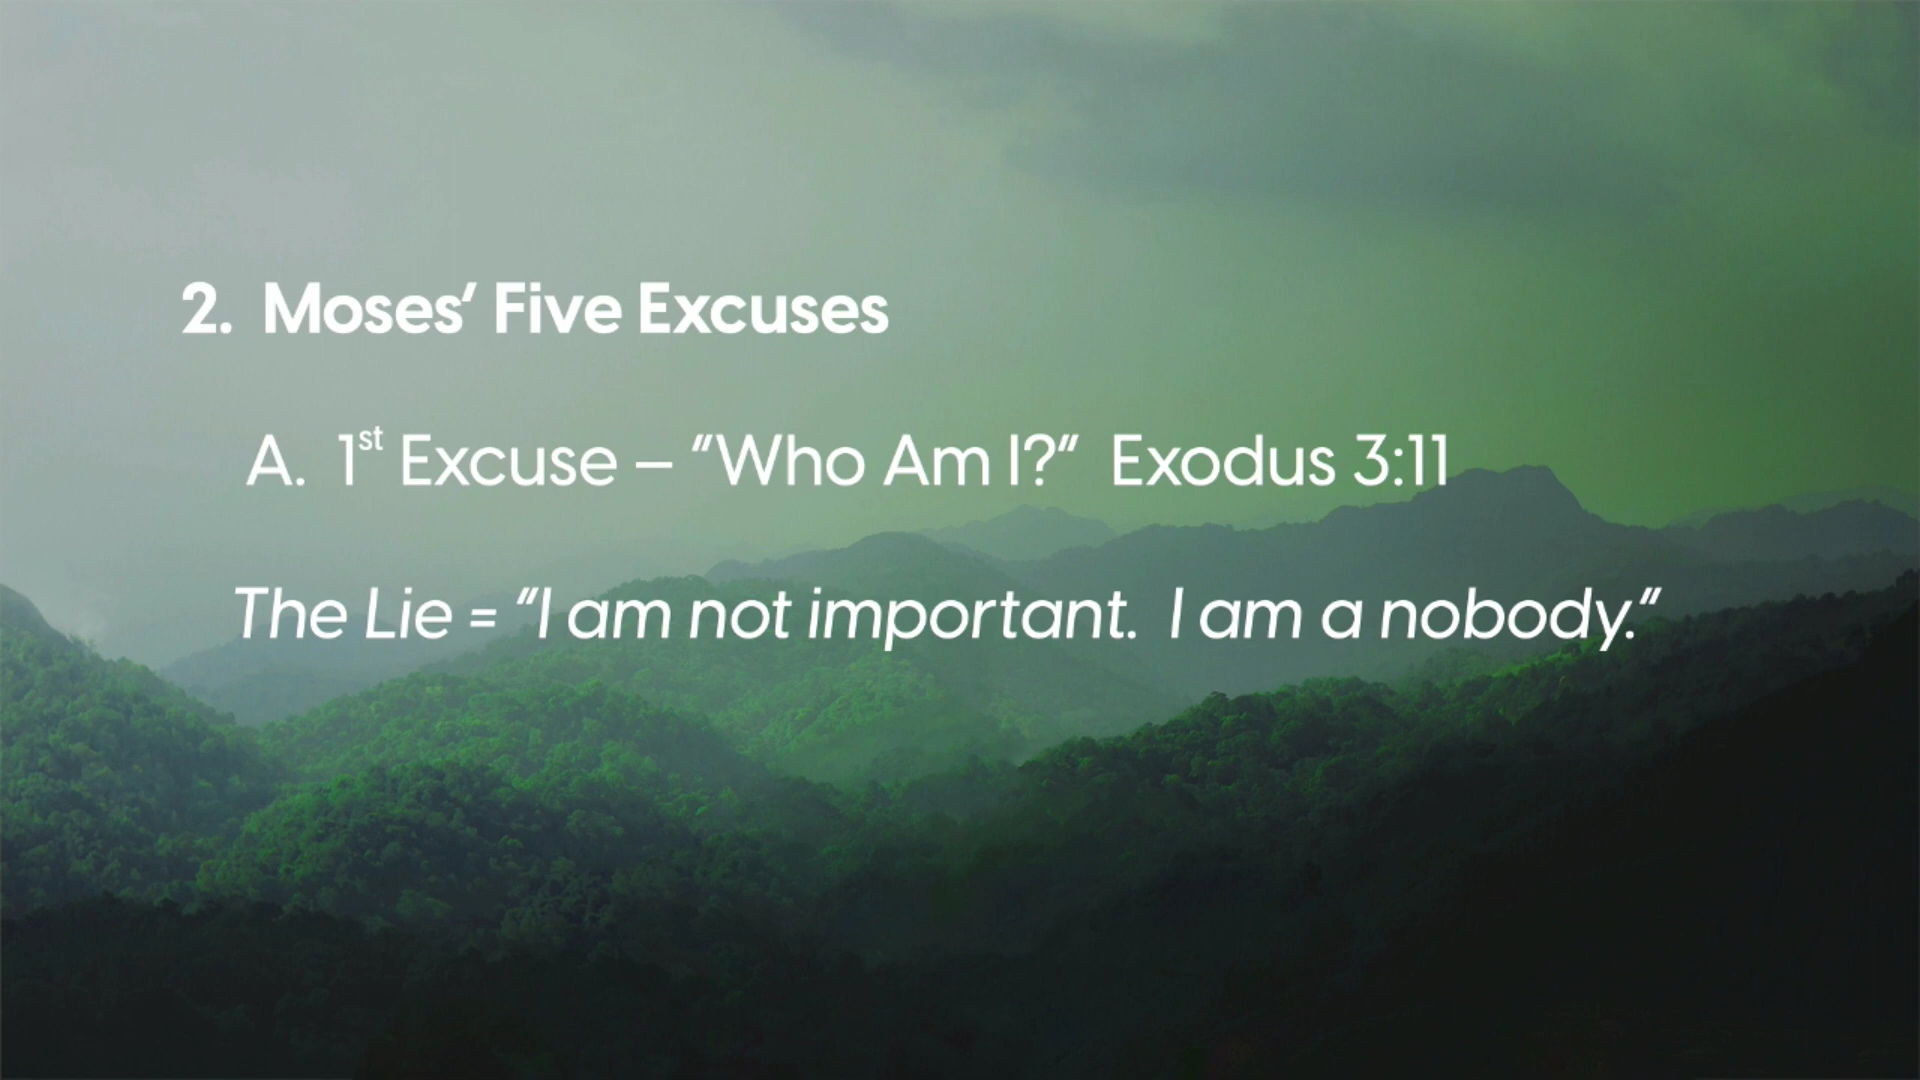 2. Moses' Five Excuses
A. 1st Excuse – "Who Am I?" Exodus 3:11
The Lie = "I am not important. I am a nobody."